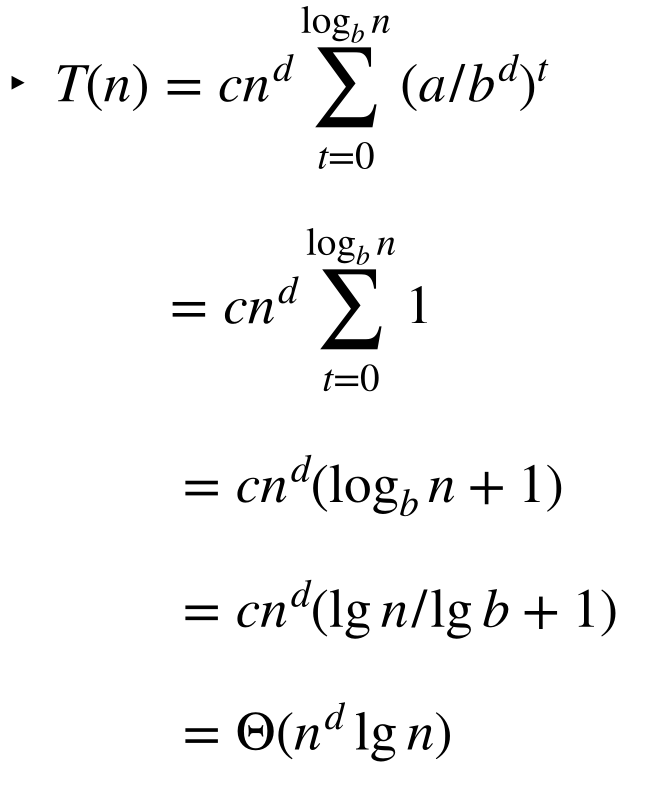 ‣ T(n) = cn^d ∑_{t=0}^{log_b n} (a/b^d)^t
= cn^d ∑_{t=0}^{log_b n} 1
= cn^d(log_b n + 1)
= cn^d(lg n/lg b + 1)
= Θ(n^d lg n)